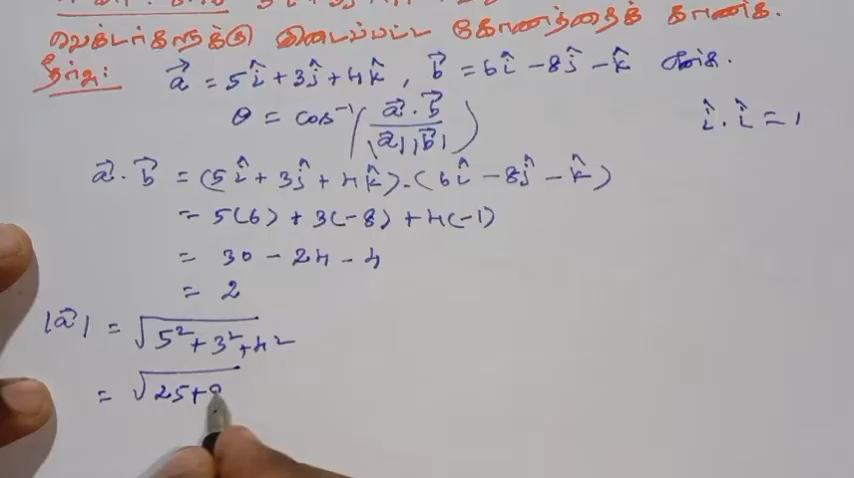 வெக்டர்களுக்கு இடைப்பட்ட கோணத்தைக் காண்க.
தீர்வு: a⃗ = 5î + 3ĵ + 4k̂, b⃗ = 6î - 8ĵ - k̂ என்க.
θ = cos⁻¹( a⃗ . b⃗ / |a⃗| |b⃗| )
î . î = 1
a⃗ . b⃗ = (5î + 3ĵ + 4k̂) . (6î - 8ĵ - k̂)
= 5(6) + 3(-8) + 4(-1)
= 30 - 24 - 4
= 2
|a⃗| = √5² + 3² + 4²
= √25+9